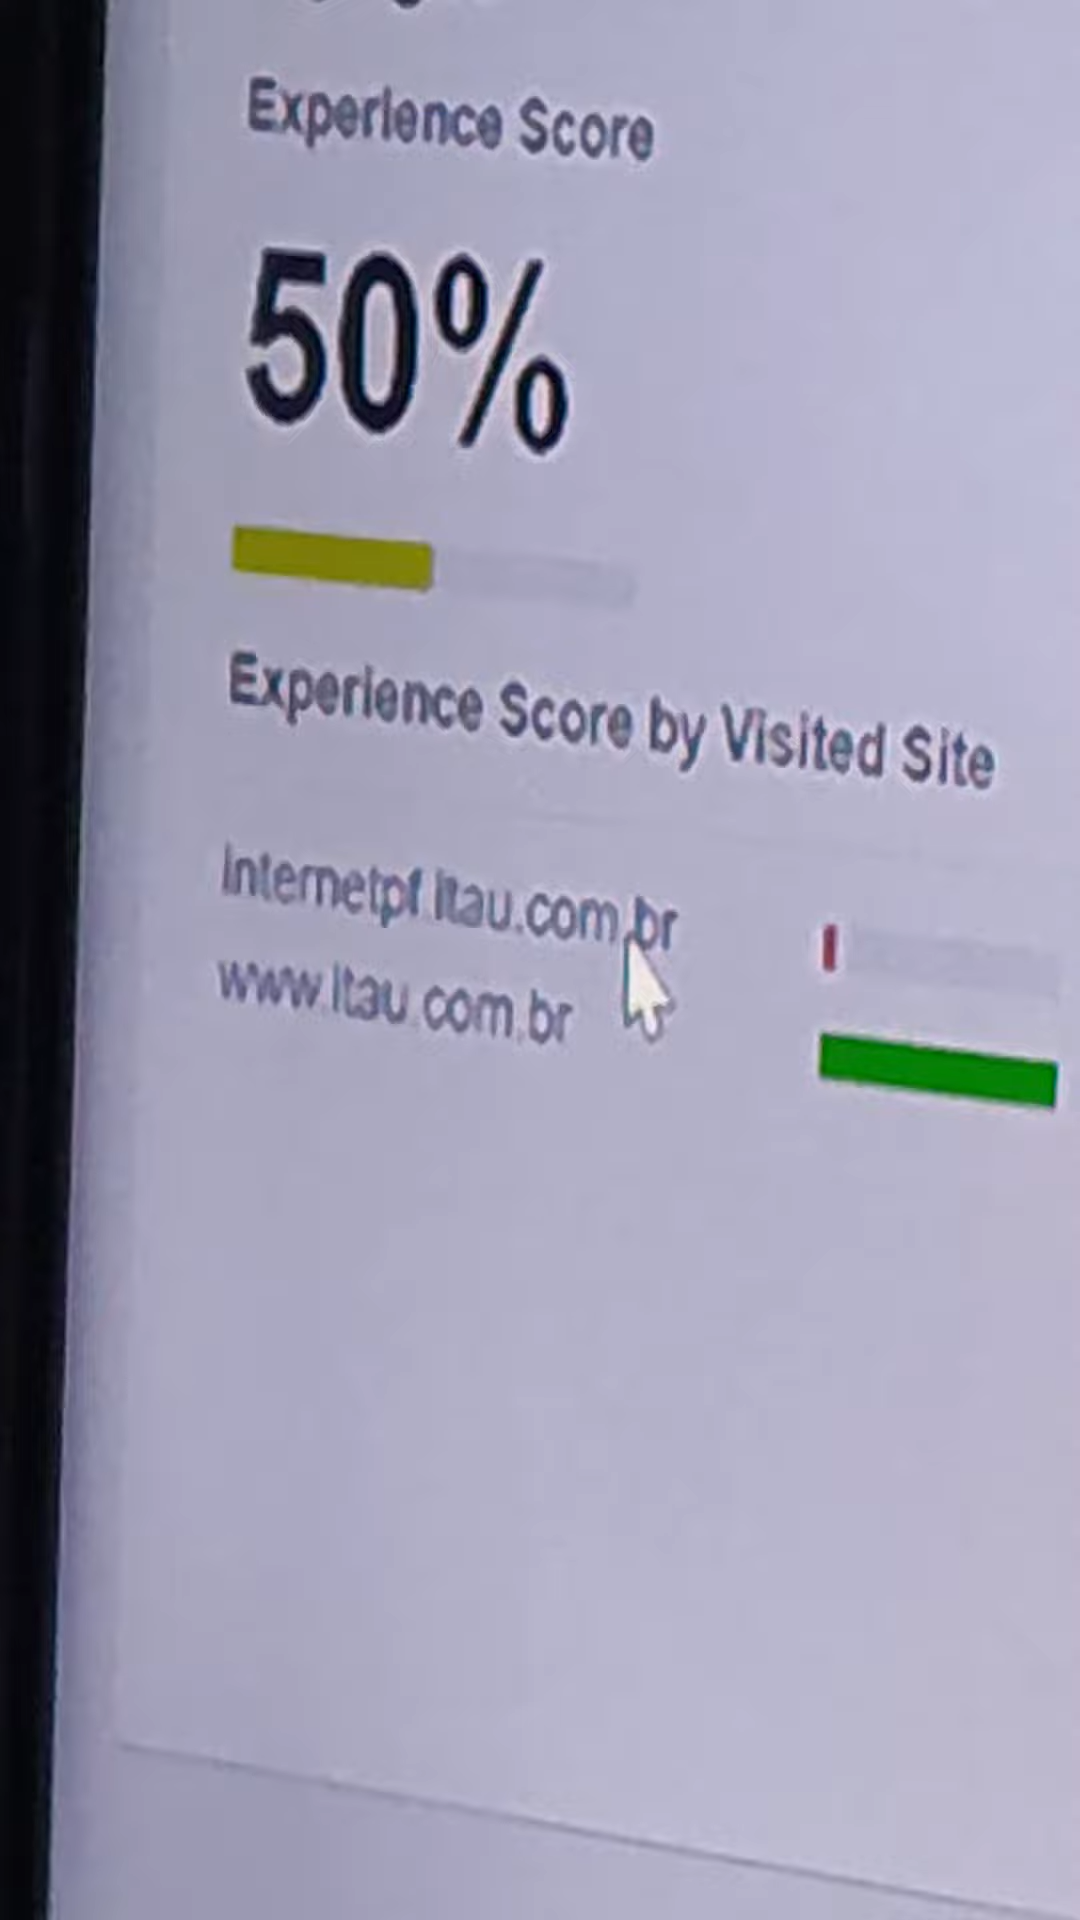 Experience Score
50%
Experience Score by Visited Site
internetpf.itau.com.br
www.itau.com.br